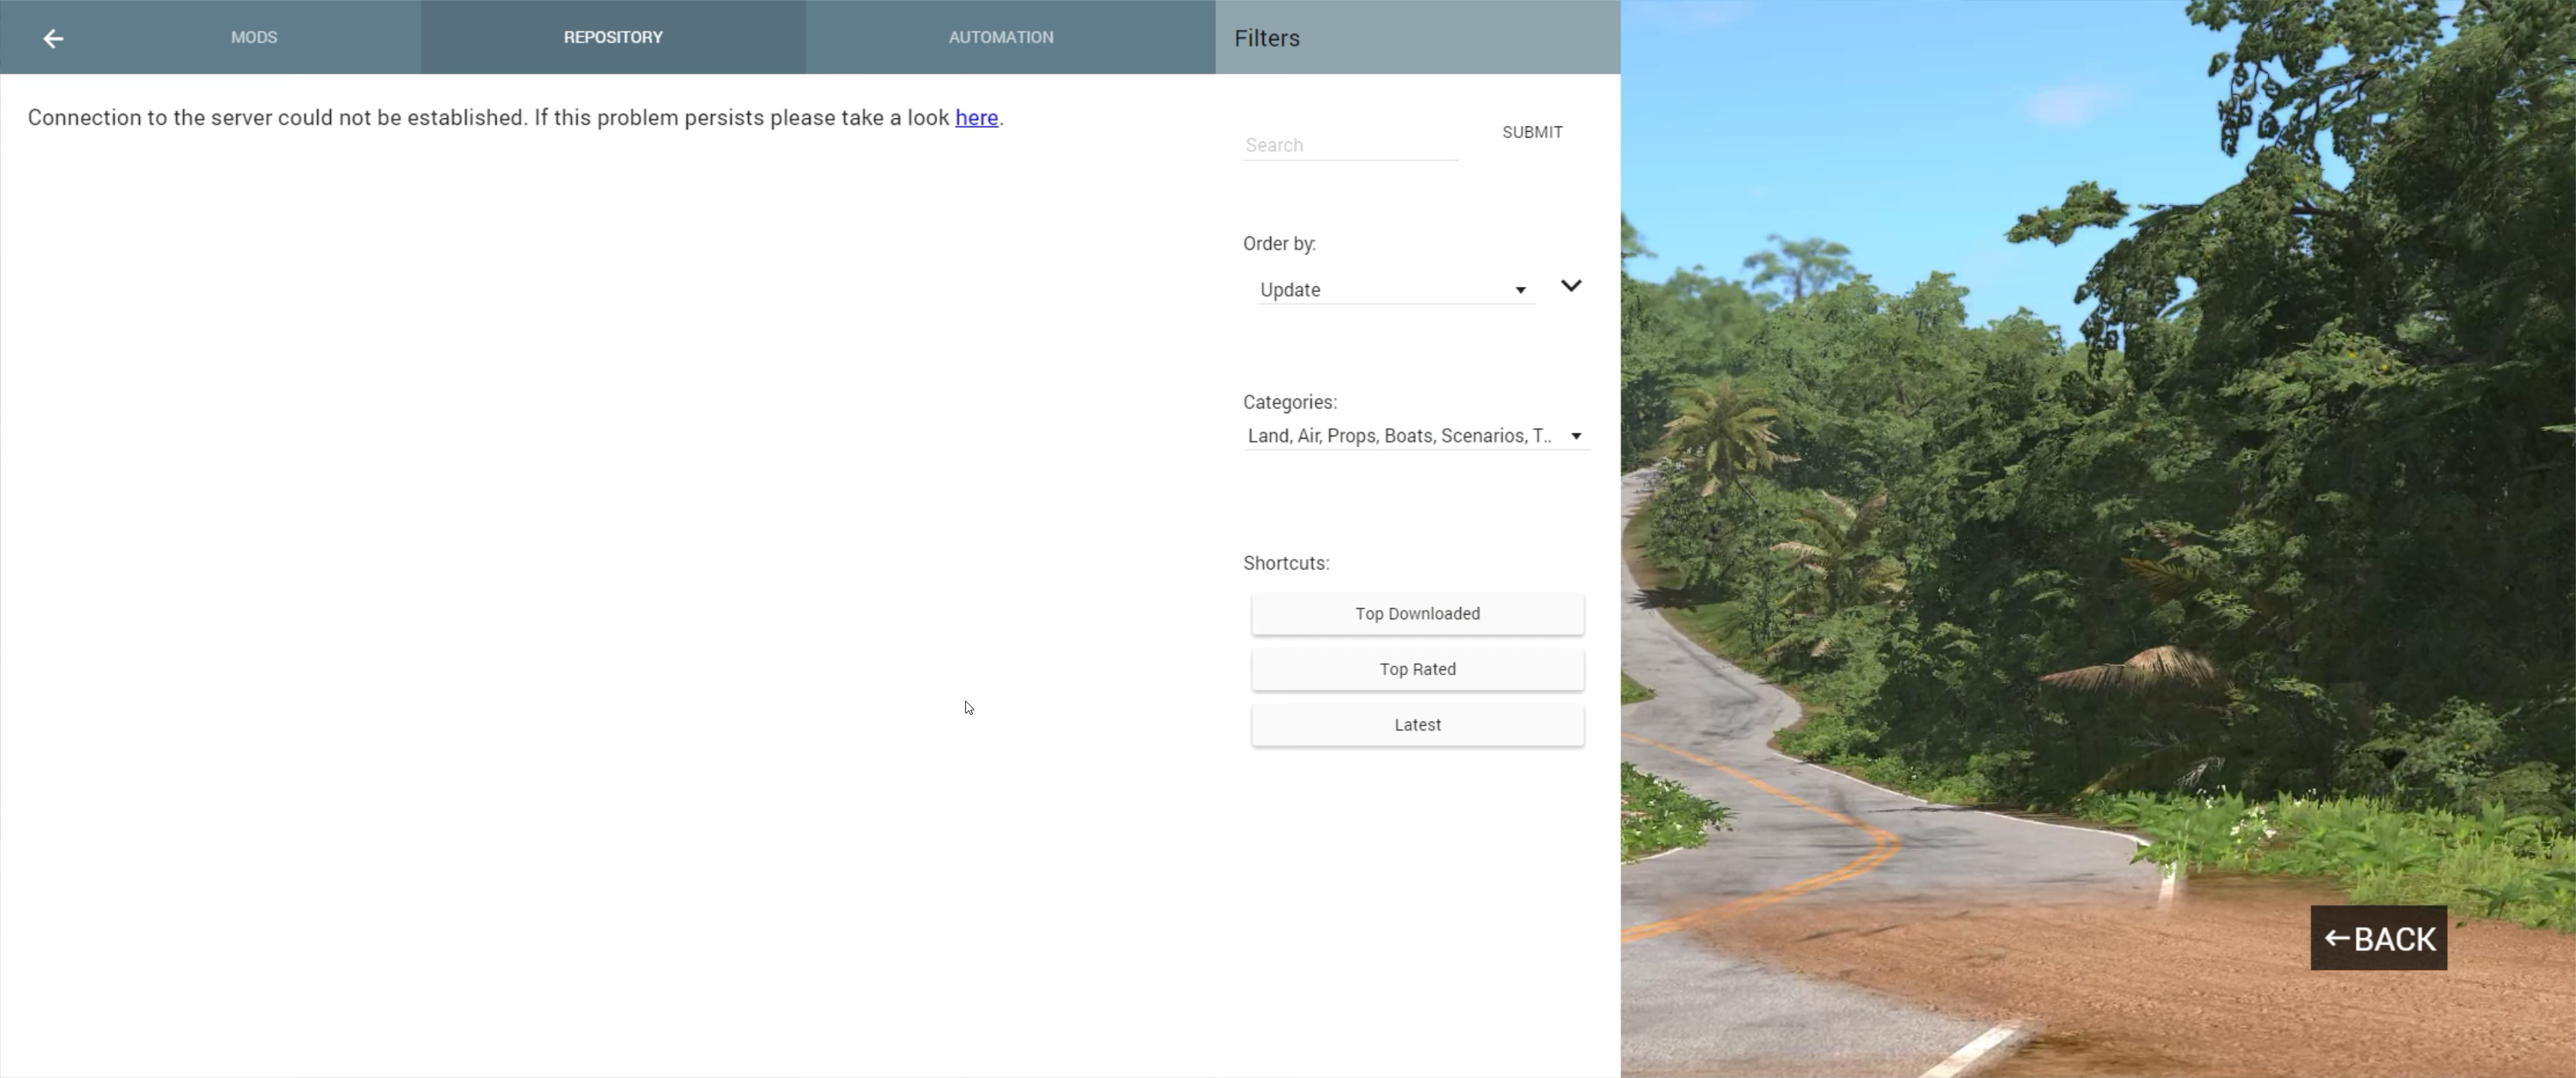 MODS
REPOSITORY
AUTOMATION
Filters
Connection to the server could not be established. If this problem persists please take a look here.
Search
SUBMIT
Order by:
Update
Categories:
Land, Air, Props, Boats, Scenarios, T..
Shortcuts:
Top Downloaded
Top Rated
Latest
←BACK